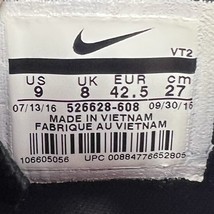 VT2
US UK EUR cm
9 8 42.5 27
07/13/16 526628-608 09/30/16
MADE IN VIETNAM
FABRIQUE AU VIETNAM
106605056 UPC 00884776652805